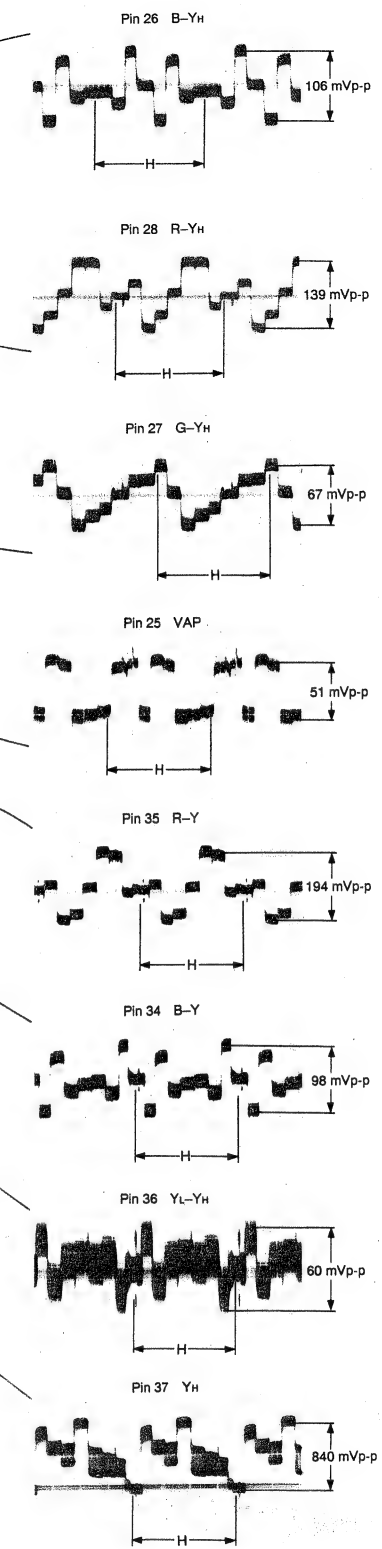 Pin 26 B–YH
106 mVp-p
H
Pin 28 R–YH
139 mVp-p
H
Pin 27 G–YH
67 mVp-p
H
Pin 25 VAP
51 mVp-p
H
Pin 35 R–Y
194 mVp-p
H
Pin 34 B–Y
98 mVp-p
H
Pin 36 YL–YH
60 mVp-p
H
Pin 37 YH
840 mVp-p
H